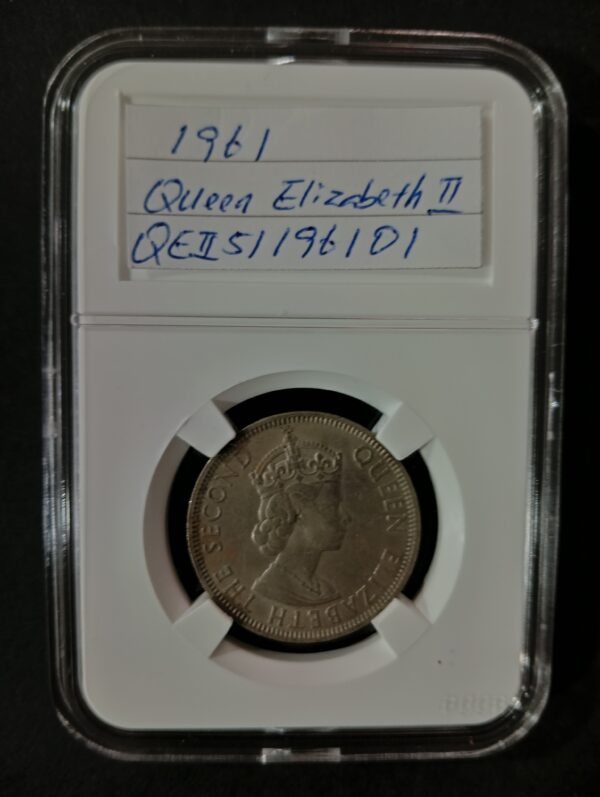 1961
Queen Elizabeth II
QEII51196101
QUEEN ELIZABETH THE SECOND